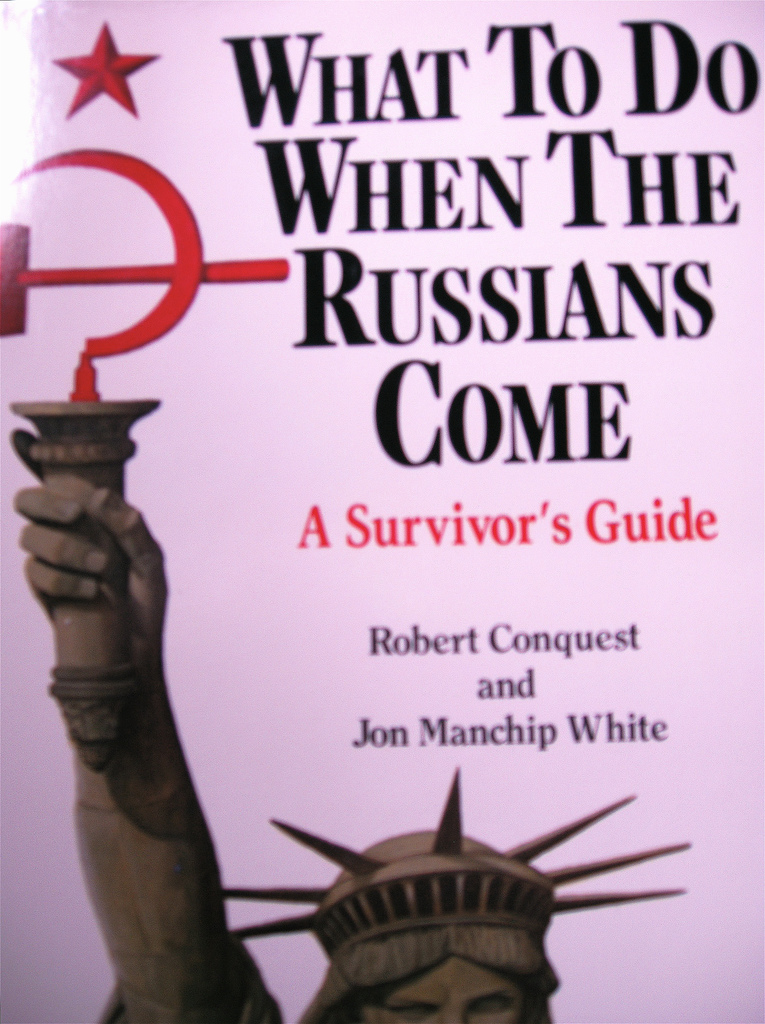 What To Do
When The
Russians
Come
A Survivor's Guide
Robert Conquest
and
Jon Manchip White